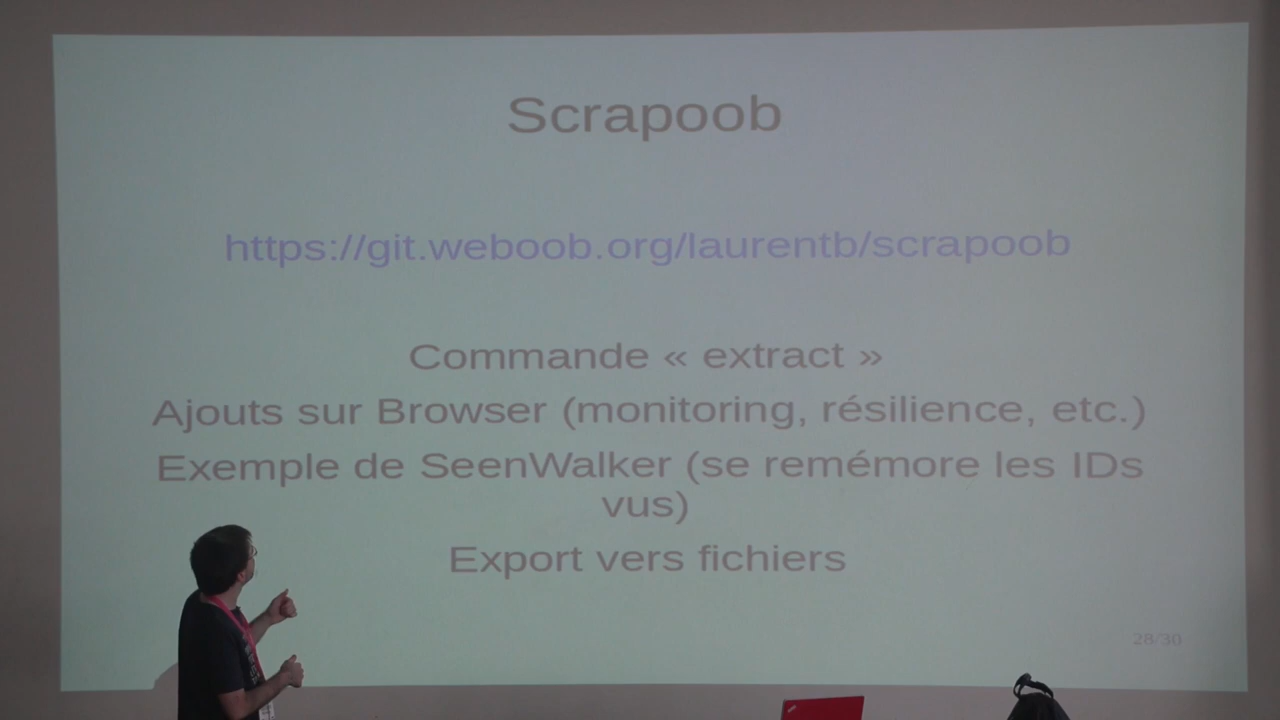 Scrapoob
https://git.weboob.org/laurentb/scrapoob
Commande « extract »
Ajouts sur Browser (monitoring, résilience, etc.)
Exemple de SeenWalker (se remémore les IDs
vus)
Export vers fichiers
28/30